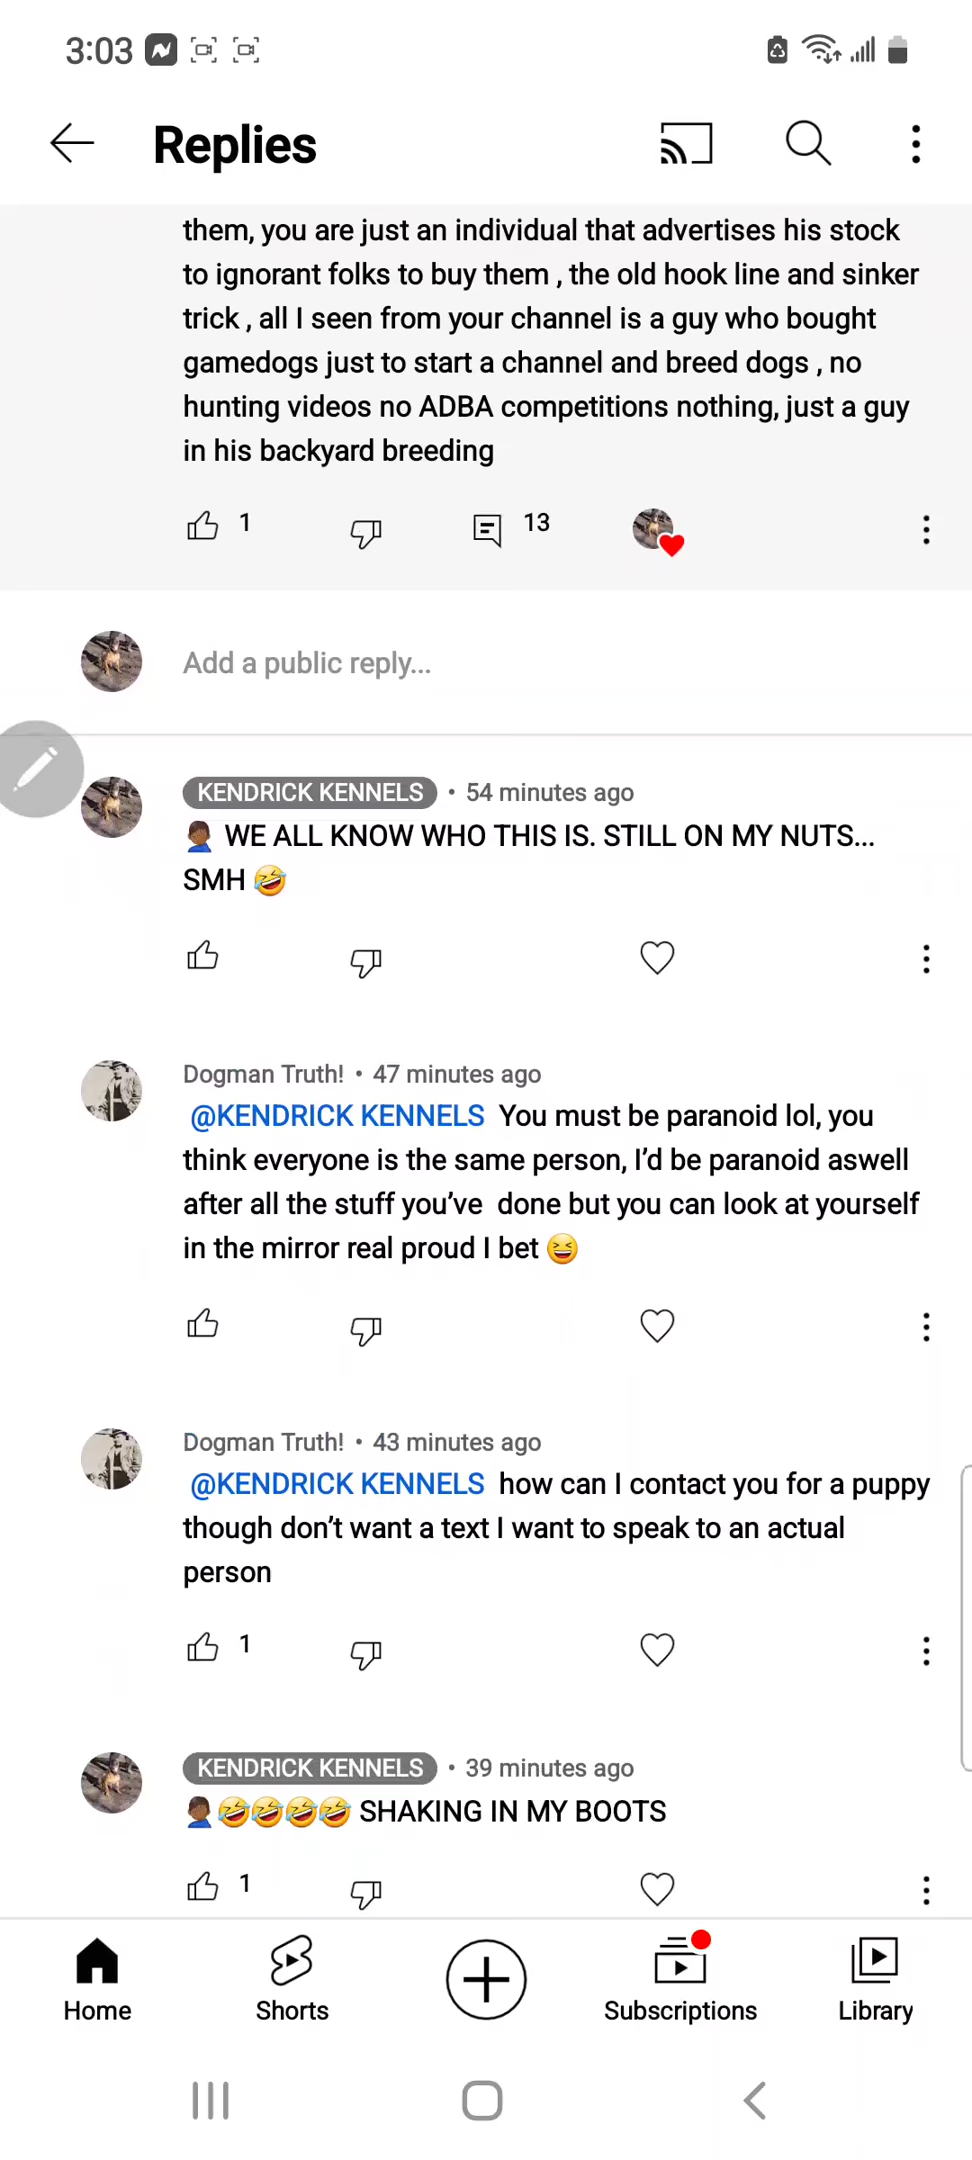 3:03
Replies
them, you are just an individual that advertises his stock
to ignorant folks to buy them , the old hook line and sinker
trick , all I seen from your channel is a guy who bought
gamedogs just to start a channel and breed dogs , no
hunting videos no ADBA competitions nothing, just a guy
in his backyard breeding
1 13
Add a public reply...
KENDRICK KENNELS • 54 minutes ago
🤦🏾‍♂️ WE ALL KNOW WHO THIS IS. STILL ON MY NUTS...
SMH 🤣
Dogman Truth! • 47 minutes ago
@KENDRICK KENNELS You must be paranoid lol, you
think everyone is the same person, I’d be paranoid aswell
after all the stuff you’ve done but you can look at yourself
in the mirror real proud I bet 😆
Dogman Truth! • 43 minutes ago
@KENDRICK KENNELS how can I contact you for a puppy
though don’t want a text I want to speak to an actual
person
1
KENDRICK KENNELS • 39 minutes ago
🤦🏾‍♂️🤣🤣🤣🤣 SHAKING IN MY BOOTS
1
Home Shorts Subscriptions Library